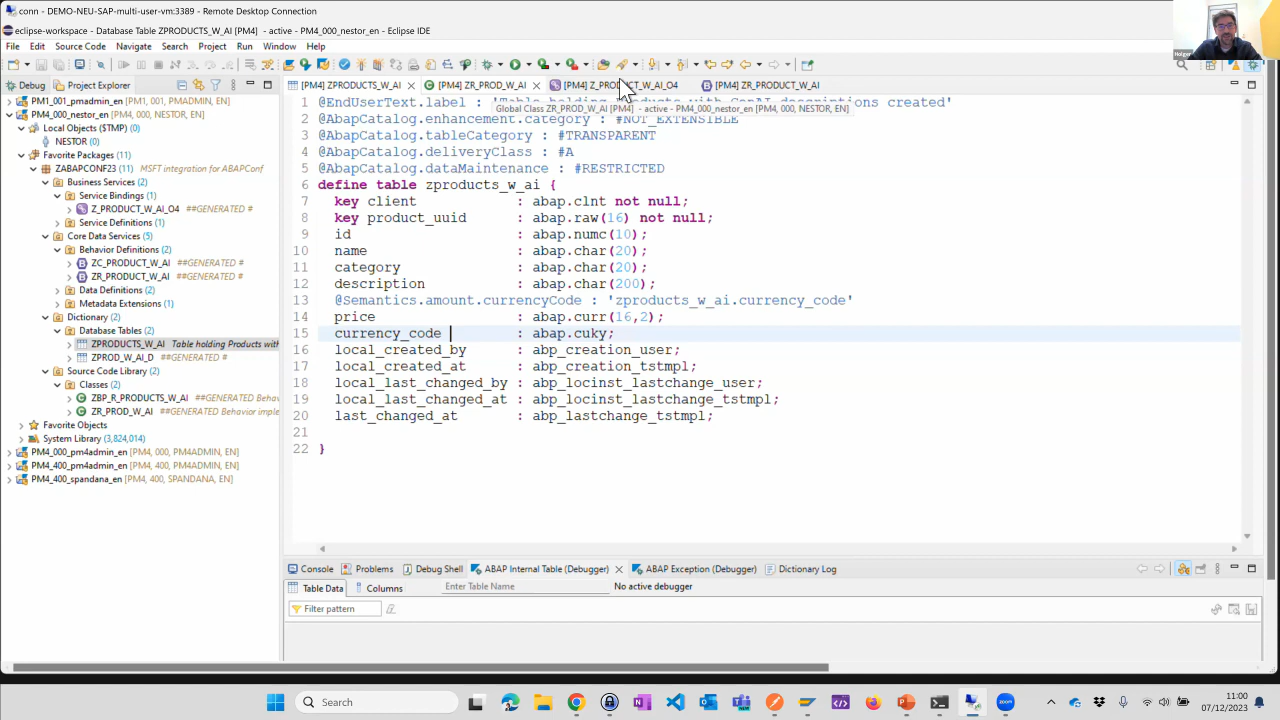 conn - DEMO-NEU-SAP-multi-user-vm:3389 - Remote Desktop Connection
eclipse-workspace - Database Table ZPRODUCTS_W_AI [PM4] - active - PM4_000_nestor_en - Eclipse IDE
File Edit Source Code Navigate Search Project Run Window Help
Holger
Debug Project Explorer
[PM4] ZPRODUCTS_W_AI [PM4] ZR_PROD_W_AI [PM4] Z_PRODUCT_W_AI_O4 [PM4] ZR_PRODUCT_W_AI
Global Class ZR_PROD_W_AI [PM4] - active - PM4_000_nestor_en [PM4, 000, NESTOR, EN]
PM1_001_pmadmin_en [PM1, 001, PMADMIN, EN]
PM4_000_nestor_en [PM4, 000, NESTOR, EN]
Local Objects ($TMP) (0)
NESTOR (0)
Favorite Packages (11)
ZABAPCONF23 (11) MSFT integration for ABAPConf
Business Services (2)
Service Bindings (1)
Z_PRODUCT_W_AI_O4 ##GENERATED #
Service Definitions (1)
Core Data Services (5)
Behavior Definitions (2)
ZC_PRODUCT_W_AI ##GENERATED #
ZR_PRODUCT_W_AI ##GENERATED #
Data Definitions (2)
Metadata Extensions (1)
Dictionary (2)
Database Tables (2)
ZPRODUCTS_W_AI Table holding Products with
ZPROD_W_AI_D ##GENERATED #
Source Code Library (2)
Classes (2)
ZBP_R_PRODUCTS_W_AI ##GENERATED Behav
ZR_PROD_W_AI ##GENERATED Behavior imple
Favorite Objects
System Library (3,824,014)
PM4_000_pm4admin_en [PM4, 000, PM4ADMIN, EN]
PM4_400_pm4admin_en [PM4, 400, PM4ADMIN, EN]
PM4_400_spandana_en [PM4, 400, SPANDANA, EN]
1 @EndUserText.label : 'Table holding Products with GenAI descriptions created'
2 @AbapCatalog.enhancement.category : #NOT_EXTENSIBLE
3 @AbapCatalog.tableCategory : #TRANSPARENT
4 @AbapCatalog.deliveryClass : #A
5 @AbapCatalog.dataMaintenance : #RESTRICTED
6 define table zproducts_w_ai {
7 key client : abap.clnt not null;
8 key product_uuid : abap.raw(16) not null;
9 id : abap.numc(10);
10 name : abap.char(20);
11 category : abap.char(20);
12 description : abap.char(200);
13 @Semantics.amount.currencyCode : 'zproducts_w_ai.currency_code'
14 price : abap.curr(16,2);
15 currency_code : abap.cuky;
16 local_created_by : abp_creation_user;
17 local_created_at : abp_creation_tstmpl;
18 local_last_changed_by : abp_locinst_lastchange_user;
19 local_last_changed_at : abp_locinst_lastchange_tstmpl;
20 last_changed_at : abp_lastchange_tstmpl;
21
22 }
Console Problems Debug Shell ABAP Internal Table (Debugger) ABAP Exception (Debugger) Dictionary Log
Table Data Columns Enter Table Name No active debugger
Filter pattern
Search
11:00
07/12/2023